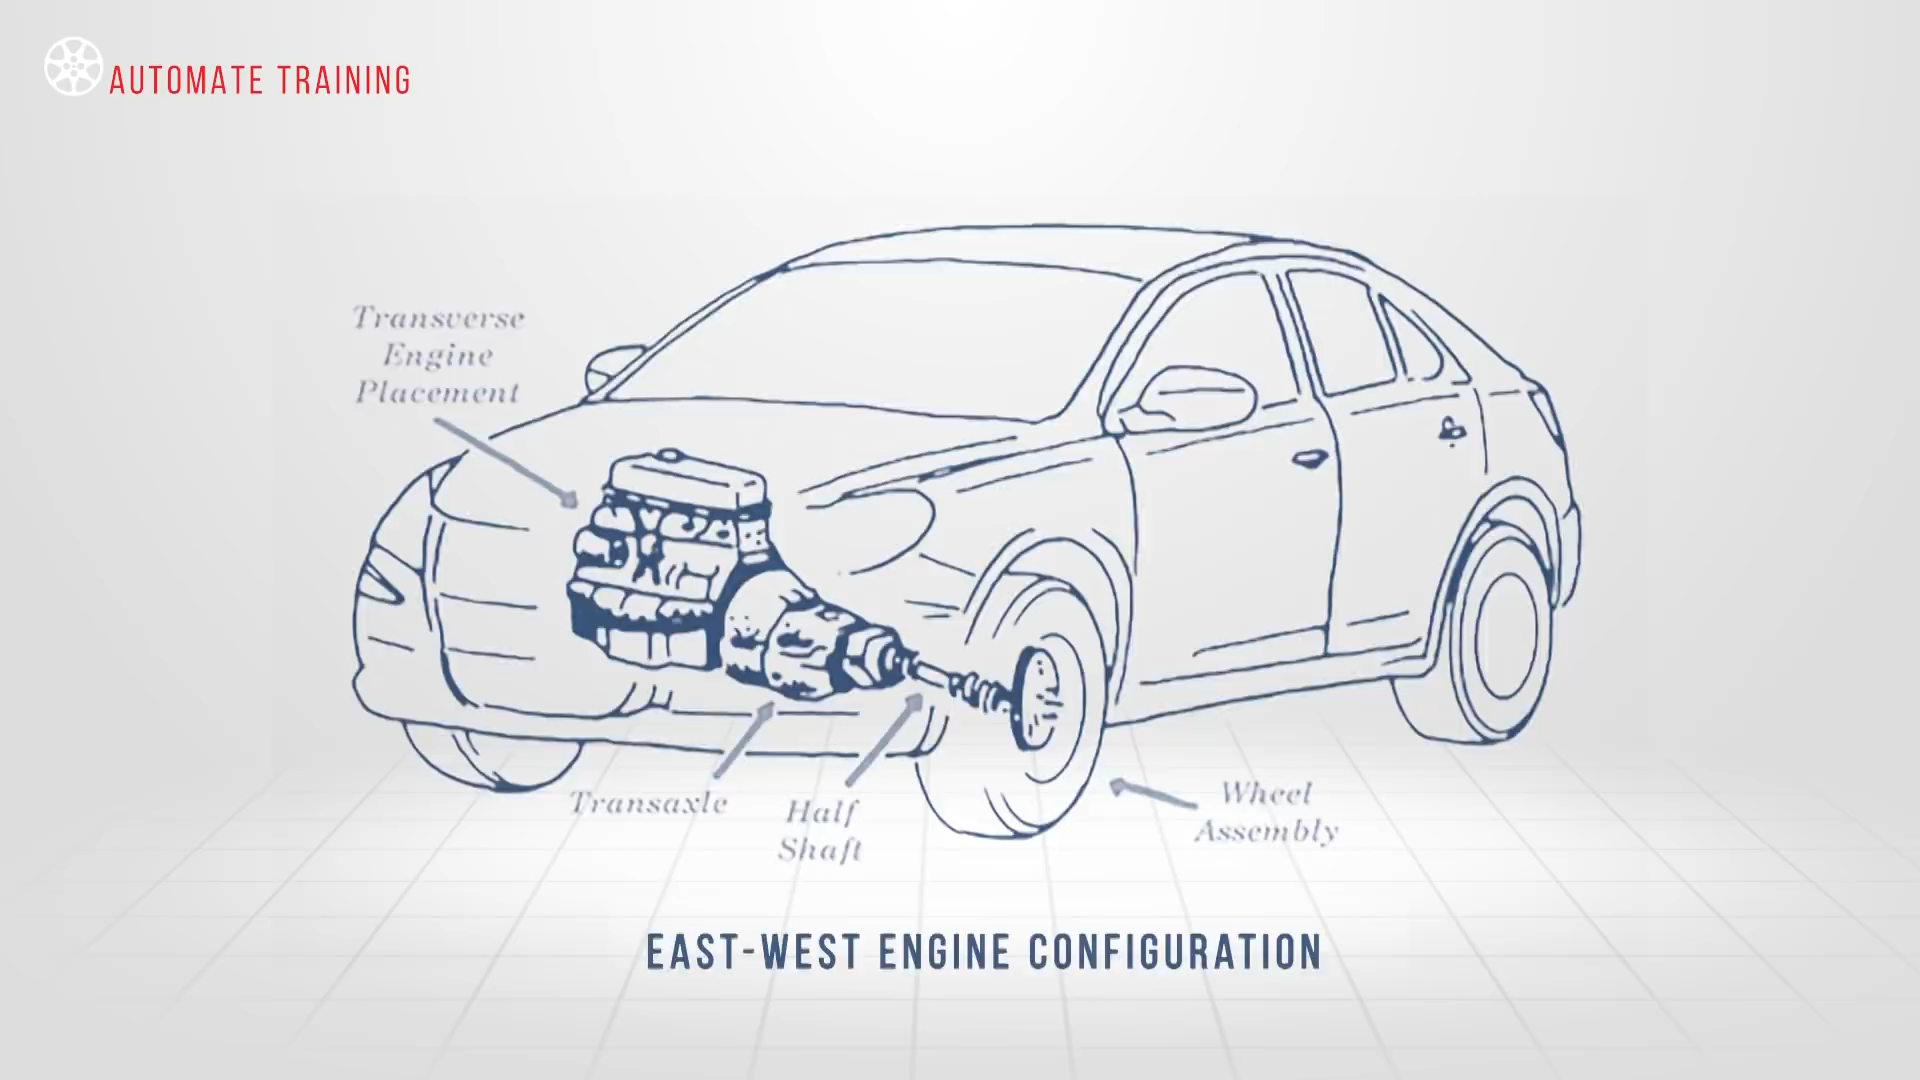 AUTOMATE TRAINING
Transverse
Engine
Placement
Transaxle
Half
Shaft
Wheel
Assembly
EAST-WEST ENGINE CONFIGURATION